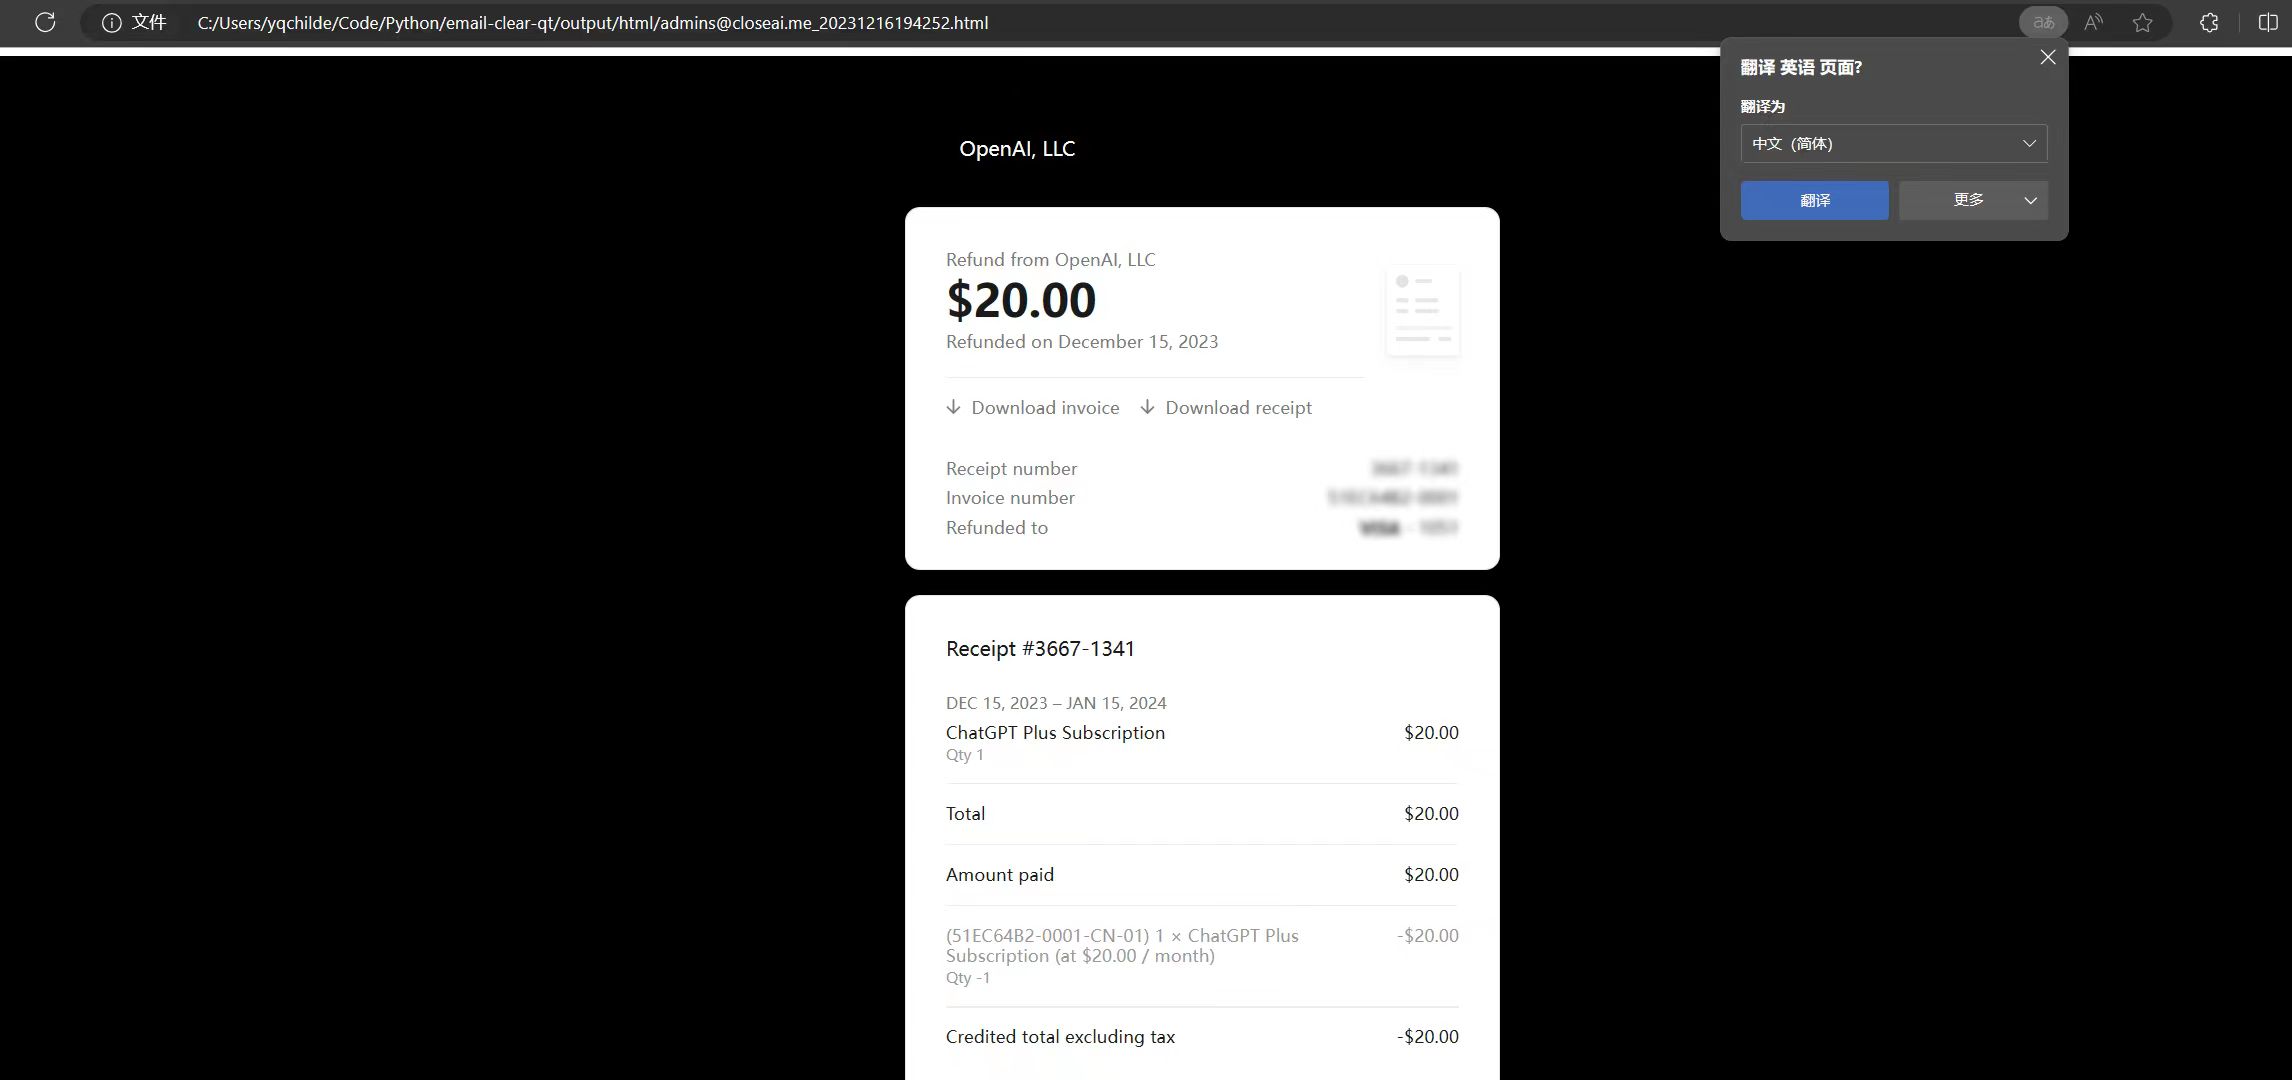 文件 C:/Users/yqchilde/Code/Python/email-clear-qt/output/html/admins@closeai.me_20231216194252.html
翻译 英语 页面?
翻译为
中文 (简体)
翻译 更多
OpenAI, LLC
Refund from OpenAI, LLC
$20.00
Refunded on December 15, 2023
Download invoice Download receipt
Receipt number
Invoice number
Refunded to
Receipt #3667-1341
DEC 15, 2023 – JAN 15, 2024
ChatGPT Plus Subscription $20.00
Qty 1
Total $20.00
Amount paid $20.00
(51EC64B2-0001-CN-01) 1 × ChatGPT Plus -$20.00
Subscription (at $20.00 / month)
Qty -1
Credited total excluding tax -$20.00